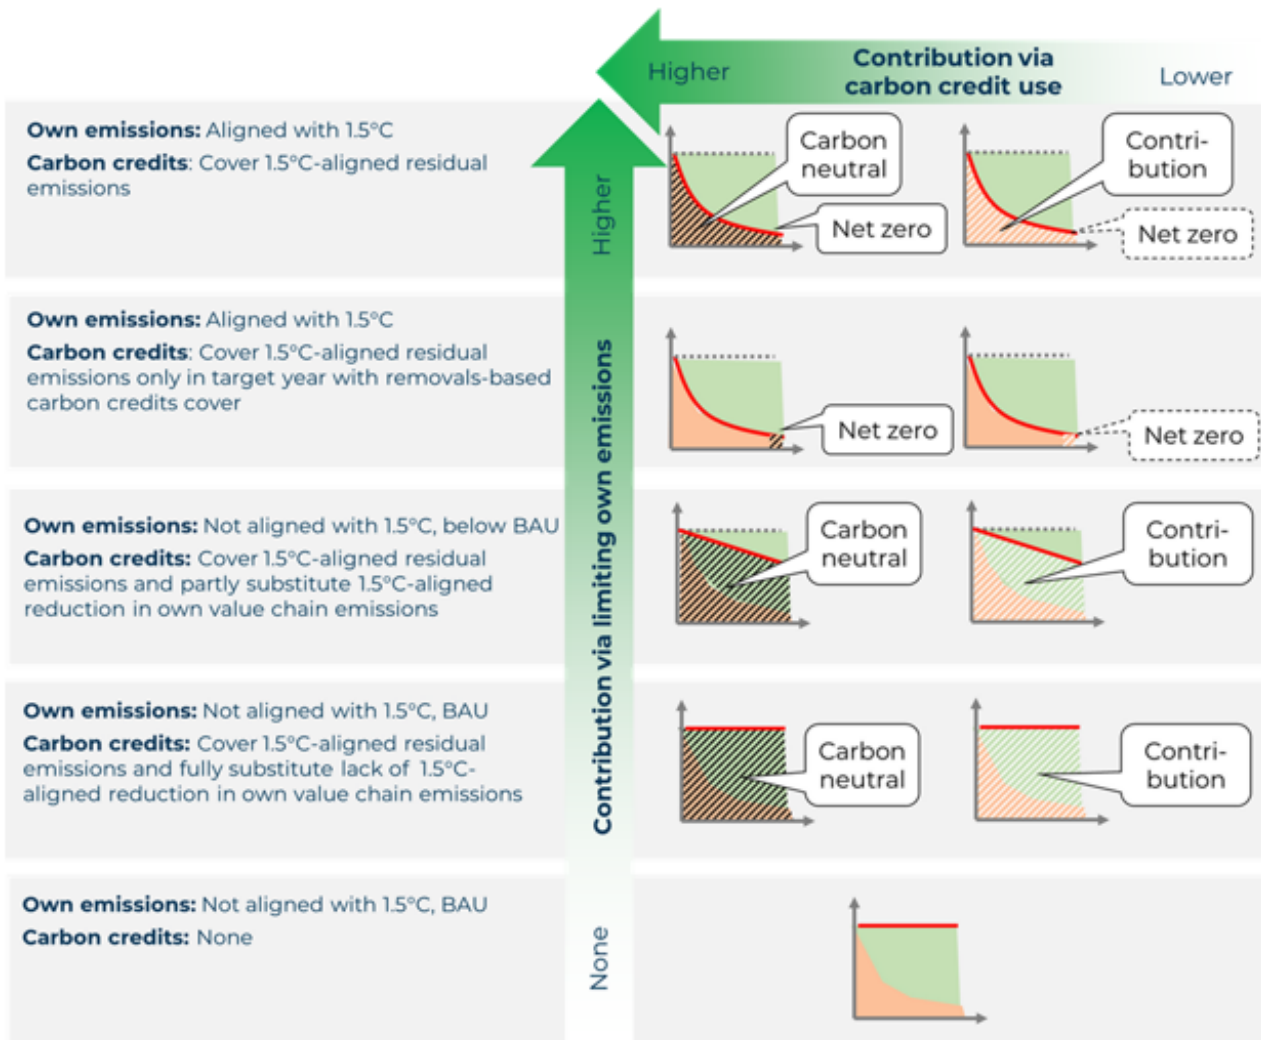 Contribution via
carbon credit use
Higher
Lower
Own emissions: Aligned with 1.5°C
Carbon credits: Cover 1.5°C-aligned residual
emissions
Carbon
neutral
Net zero
Contri-
bution
Net zero
Own emissions: Aligned with 1.5°C
Carbon credits: Cover 1.5°C-aligned residual
emissions only in target year with removals-based
carbon credits cover
Net zero
Net zero
Own emissions: Not aligned with 1.5°C, below BAU
Carbon credits: Cover 1.5°C-aligned residual
emissions and partly substitute 1.5°C-aligned
reduction in own value chain emissions
Carbon
neutral
Contri-
bution
Own emissions: Not aligned with 1.5°C, BAU
Carbon credits: Cover 1.5°C-aligned residual
emissions and fully substitute lack of 1.5°C-
aligned reduction in own value chain emissions
Carbon
neutral
Contri-
bution
Own emissions: Not aligned with 1.5°C, BAU
Carbon credits: None
Higher
Contribution via limiting own emissions
None